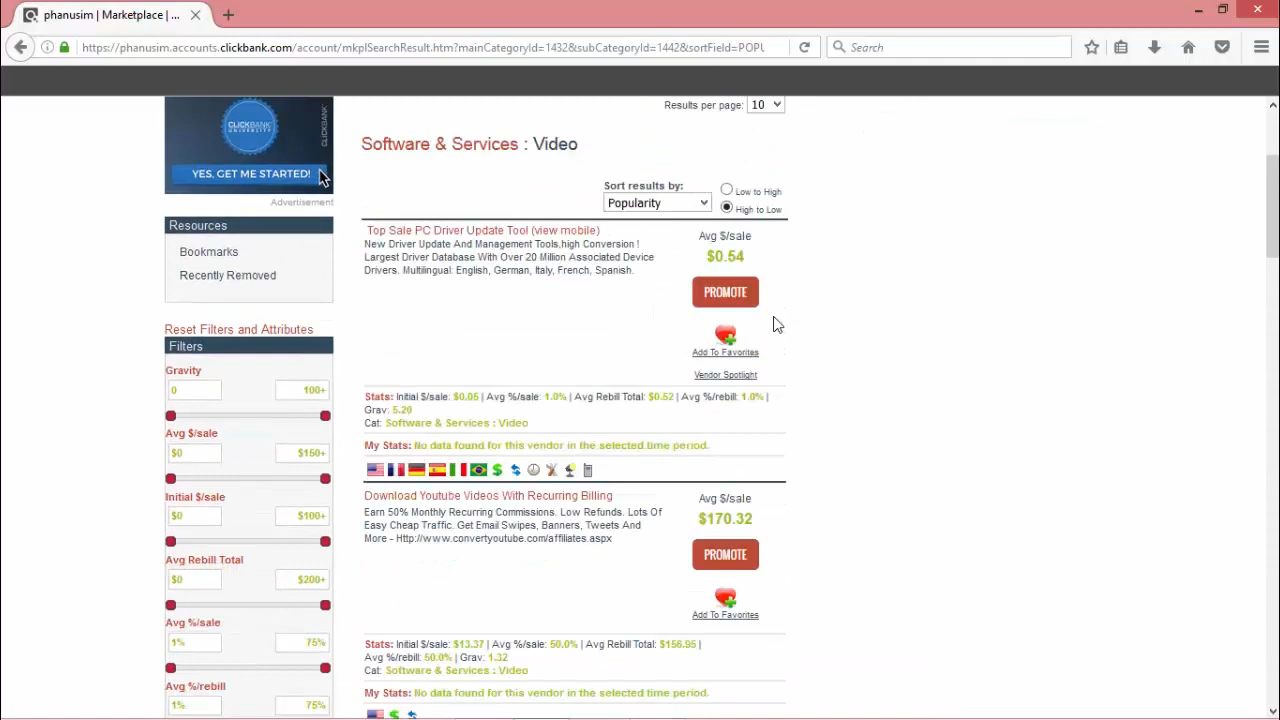 phanusim | Marketplace | ...
https://phanusim.accounts.clickbank.com/account/mkplSearchResult.htm?mainCategoryId=1432&subCategoryId=1442&sortField=POPU
Search
Results per page: 10
CLICKBANK
UNIVERSITY
CLICKBANK
YES, GET ME STARTED!
Advertisement
Resources
Bookmarks
Recently Removed
Reset Filters and Attributes
Filters
Gravity
0 100+
Avg $/sale
$0 $150+
Initial $/sale
$0 $100+
Avg Rebill Total
$0 $200+
Avg %/sale
1% 75%
Avg %/rebill
1% 75%
Software & Services : Video
Sort results by:
Popularity
Low to High
High to Low
Top Sale PC Driver Update Tool (view mobile)
New Driver Update And Management Tools,high Conversion !
Largest Driver Database With Over 20 Million Associated Device
Drivers. Multilingual: English, German, Italy, French, Spanish.
Avg $/sale
$0.54
PROMOTE
Add To Favorites
Vendor Spotlight
Stats: Initial $/sale: $0.05 | Avg %/sale: 1.0% | Avg Rebill Total: $0.52 | Avg %/rebill: 1.0% |
Grav: 5.20
Cat: Software & Services : Video
My Stats: No data found for this vendor in the selected time period.
Download Youtube Videos With Recurring Billing
Earn 50% Monthly Recurring Commissions. Low Refunds. Lots Of
Easy Cheap Traffic. Get Email Swipes, Banners, Tweets And
More - Http://www.convertyoutube.com/affiliates.aspx
Avg $/sale
$170.32
PROMOTE
Add To Favorites
Stats: Initial $/sale: $13.37 | Avg %/sale: 50.0% | Avg Rebill Total: $156.95 |
Avg %/rebill: 50.0% | Grav: 1.32
Cat: Software & Services : Video
My Stats: No data found for this vendor in the selected time period.